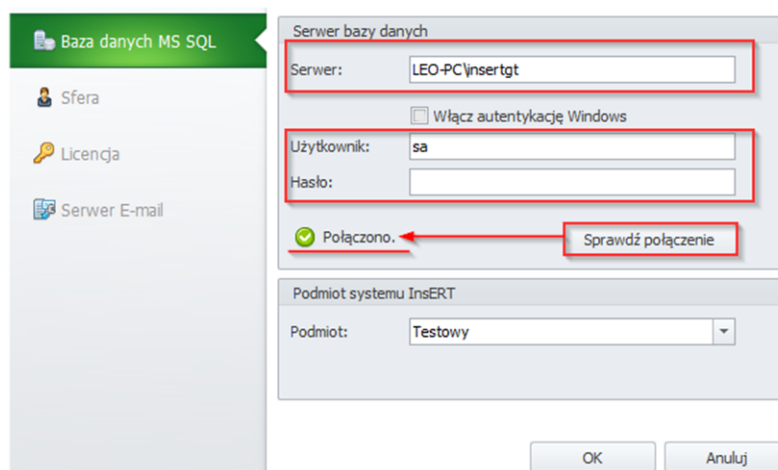 Baza danych MS SQL
Sfera
Licencja
Serwer E-mail
Serwer bazy danych
Serwer: LEO-PC\insertgt
Włącz autentykację Windows
Użytkownik: sa
Hasło:
Połączono. Sprawdź połączenie
Podmiot systemu InsERT
Podmiot: Testowy
OK Anuluj